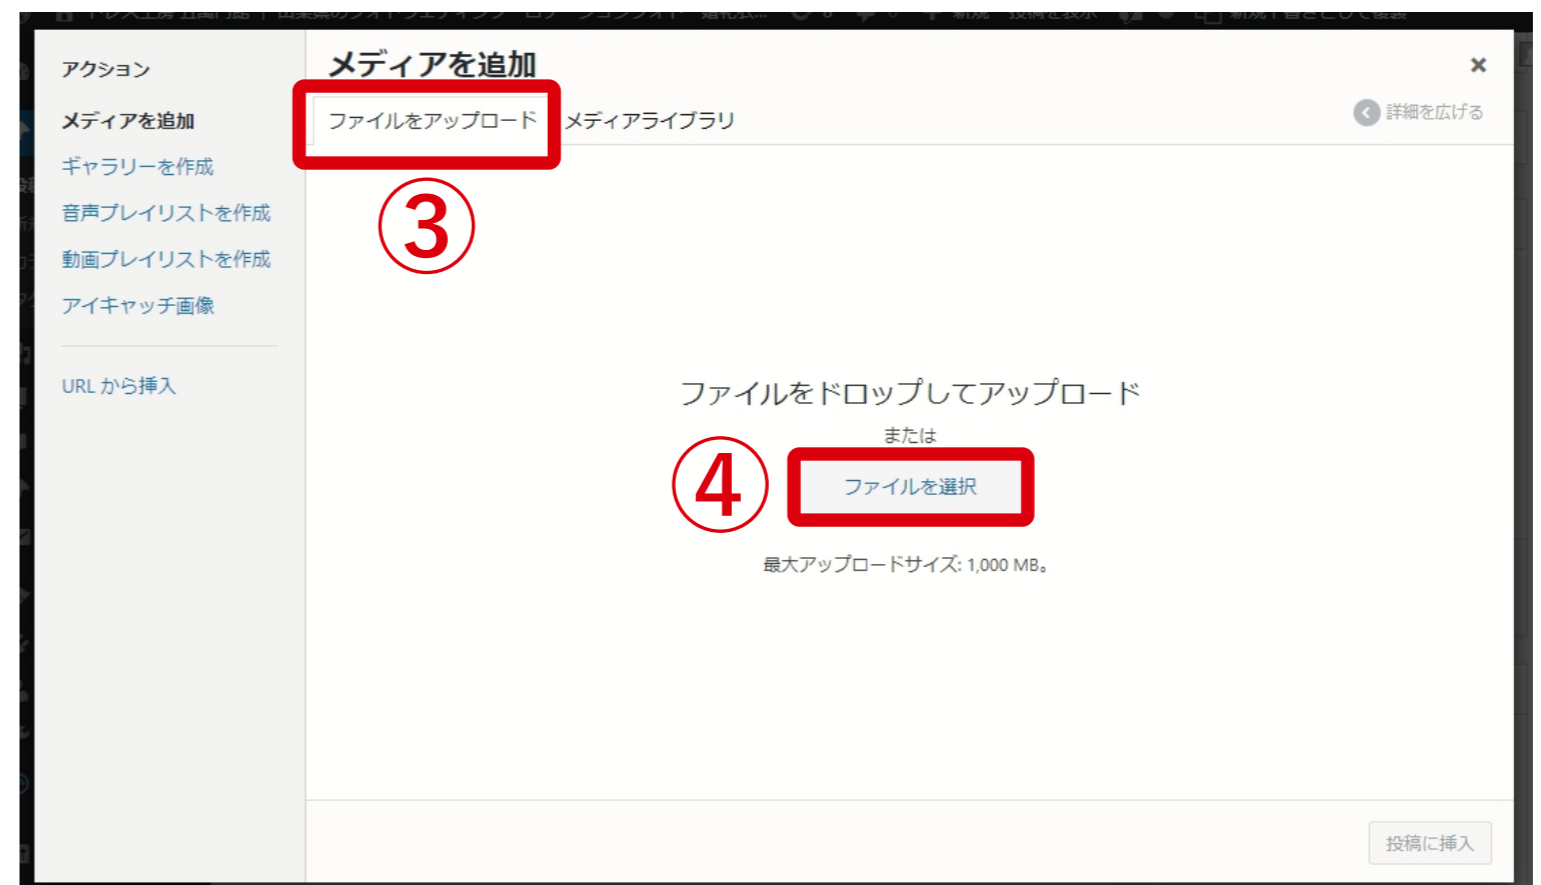 アクション
メディアを追加
ギャラリーを作成
音声プレイリストを作成
動画プレイリストを作成
アイキャッチ画像
URL から挿入
メディアを追加
×
ファイルをアップロード メディアライブラリ
詳細を広げる
③
ファイルをドロップしてアップロード
または
④ ファイルを選択
最大アップロードサイズ: 1,000 MB。
投稿に挿入